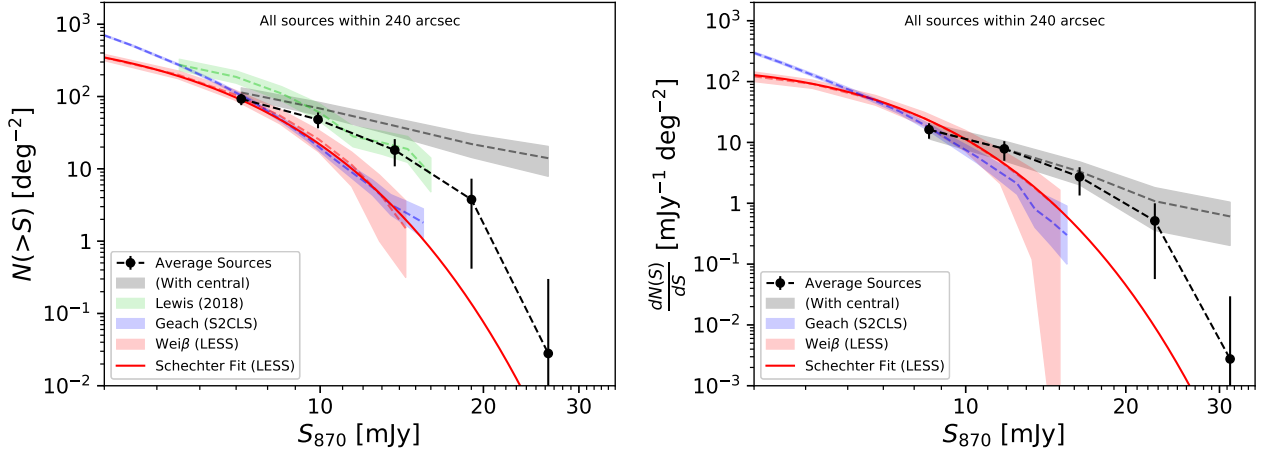 All sources within 240 arcsec
10³
10²
10
1
10⁻¹
10⁻²
N(>S) [deg⁻²]
Average Sources
(With central)
Lewis (2018)
Geach (S2CLS)
Weiβ (LESS)
Schechter Fit (LESS)
10
20
30
S₈₇₀ [mJy]
All sources within 240 arcsec
10³
10²
10
1
10⁻¹
10⁻²
10⁻³
dN(S)/dS [mJy⁻¹ deg⁻²]
Average Sources
(With central)
Geach (S2CLS)
Weiβ (LESS)
Schechter Fit (LESS)
10
20
30
S₈₇₀ [mJy]